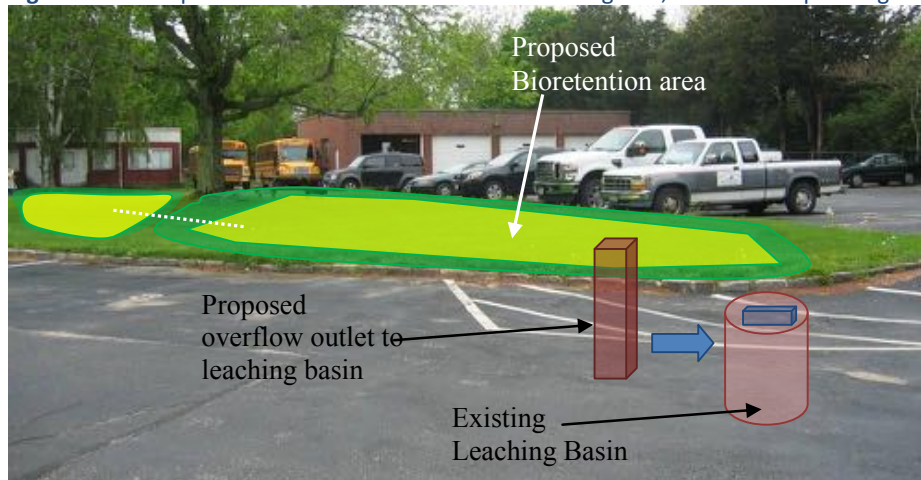 Proposed
Bioretention area
Proposed
overflow outlet to
leaching basin
Existing
Leaching Basin